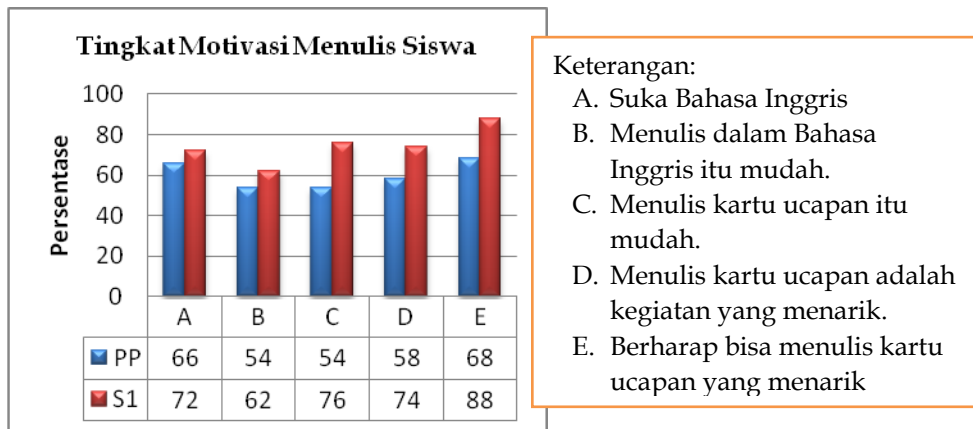 Tingkat Motivasi Menulis Siswa
Persentase
100
80
60
40
20
0
A B C D E
PP 66 54 54 58 68
S1 72 62 76 74 88
Keterangan:
A. Suka Bahasa Inggris
B. Menulis dalam Bahasa
Inggris itu mudah.
C. Menulis kartu ucapan itu
mudah.
D. Menulis kartu ucapan adalah
kegiatan yang menarik.
E. Berharap bisa menulis kartu
ucapan yang menarik